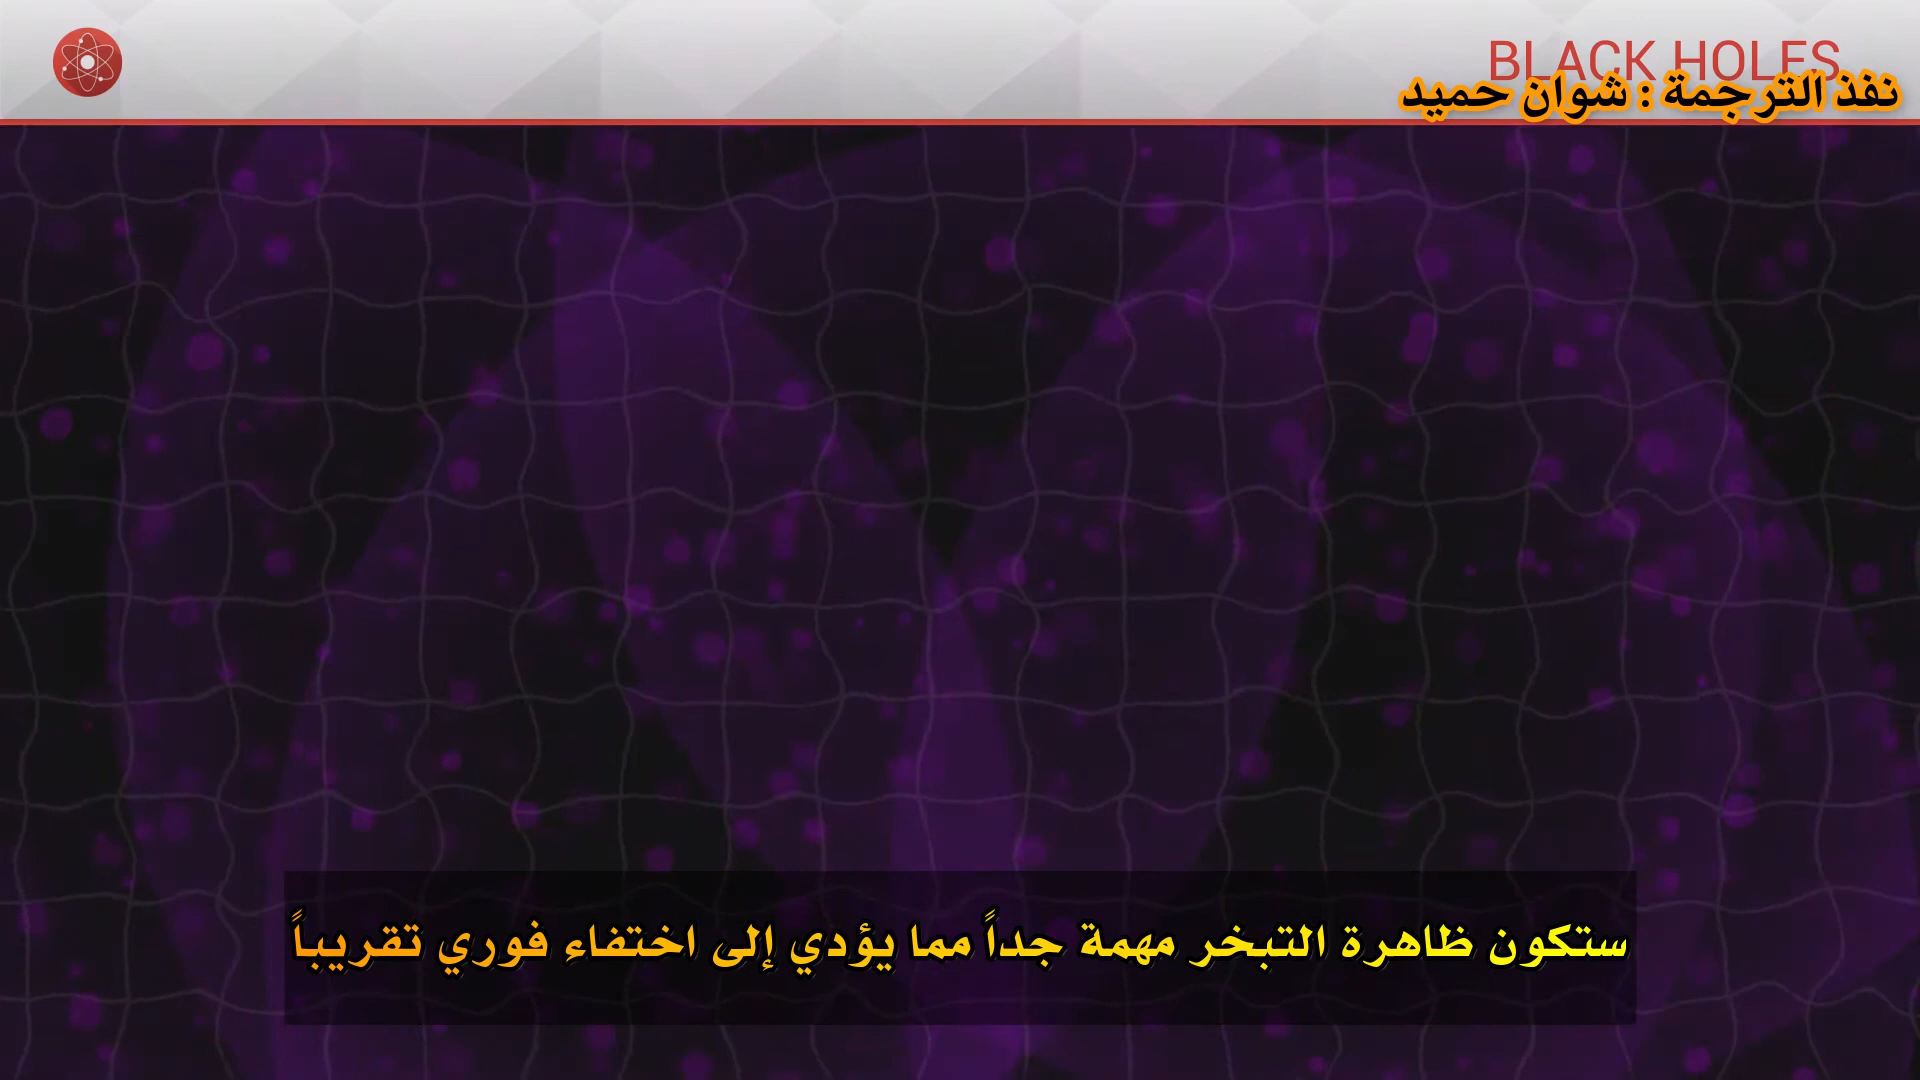 BLACK HOLES
نفذ الترجمة : شوان حميد
ستكون ظاهرة التبخر مهمة جداً مما يؤدي إلى اختفاء فوري تقريباً